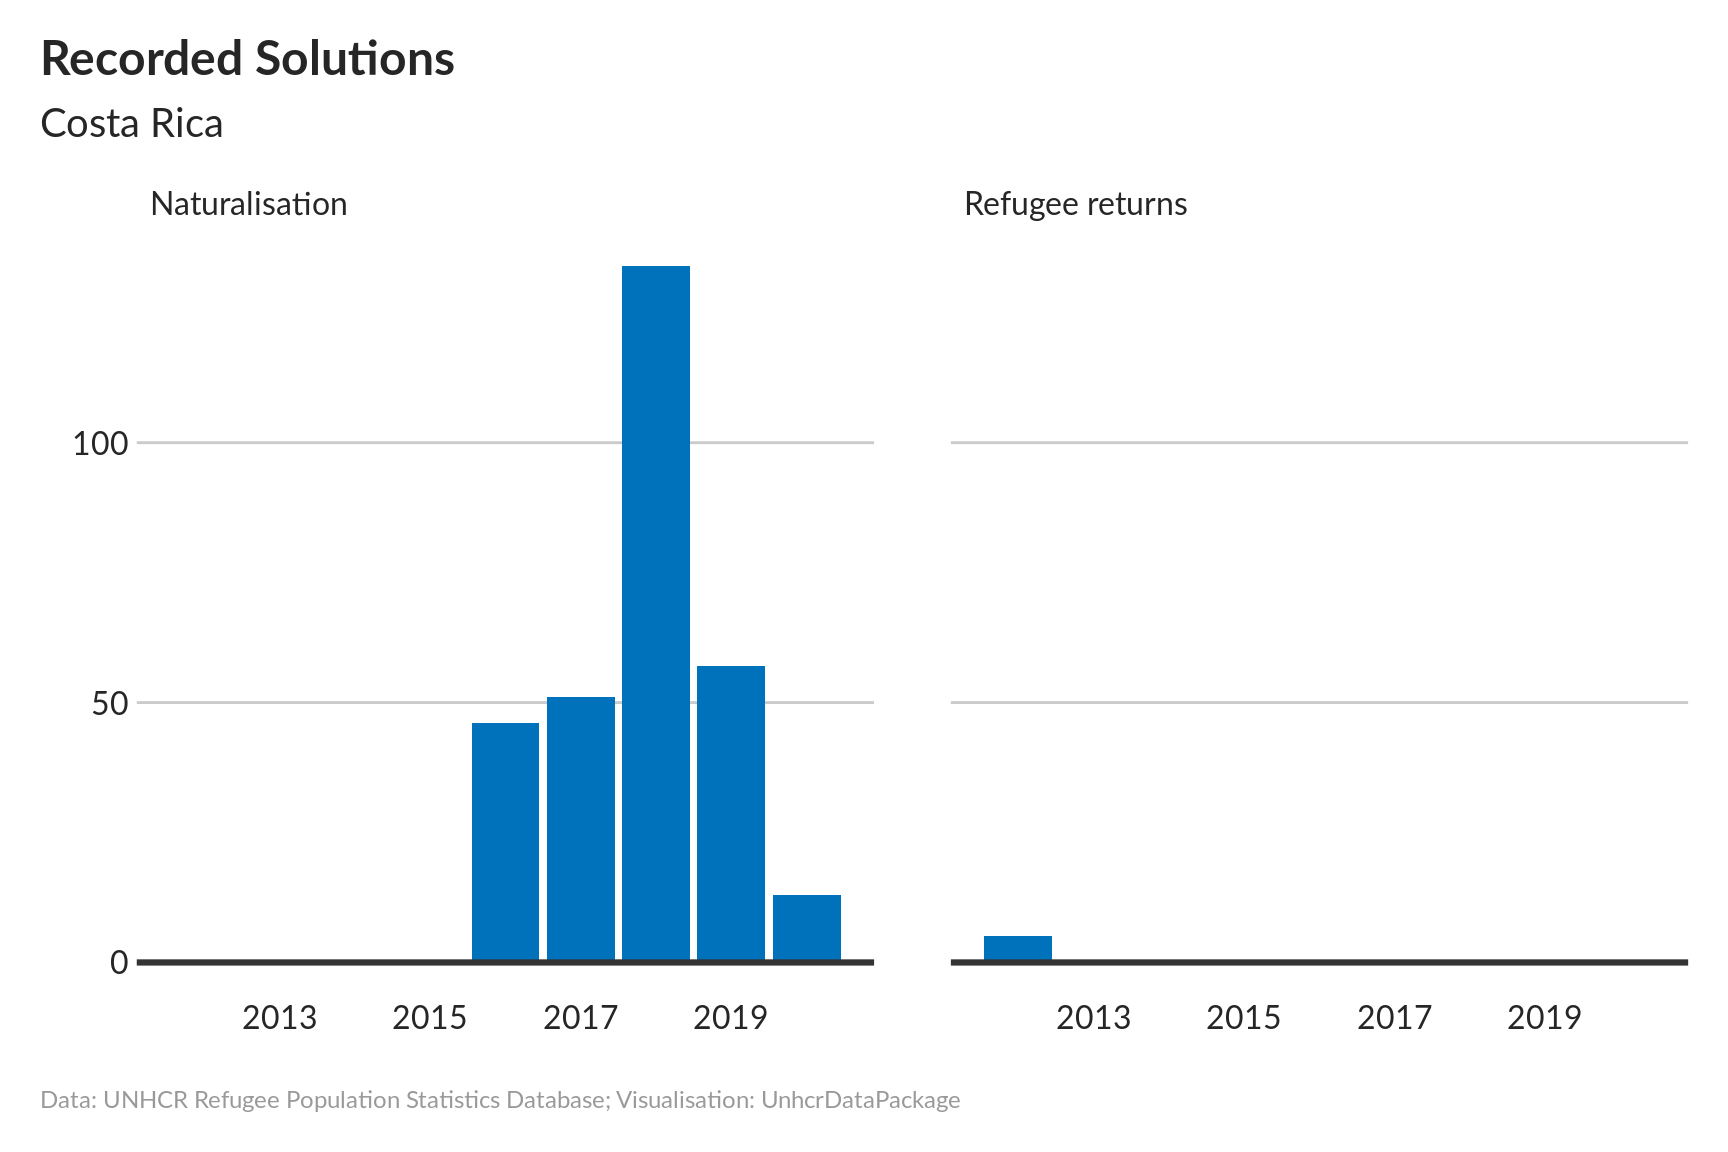 Recorded Solutions
Costa Rica
Naturalisation
Refugee returns
100
50
0
2013 2015 2017 2019
2013 2015 2017 2019
Data: UNHCR Refugee Population Statistics Database; Visualisation: UnhcrDataPackage